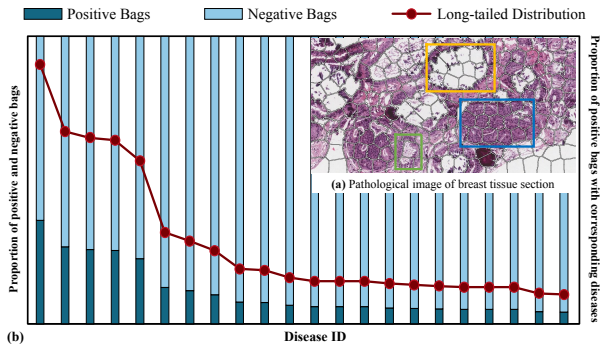 Positive Bags
Negative Bags
Long-tailed Distribution
Proportion of positive and negative bags
Proportion of positive bags with corresponding diseases
(a) Pathological image of breast tissue section
(b)
Disease ID